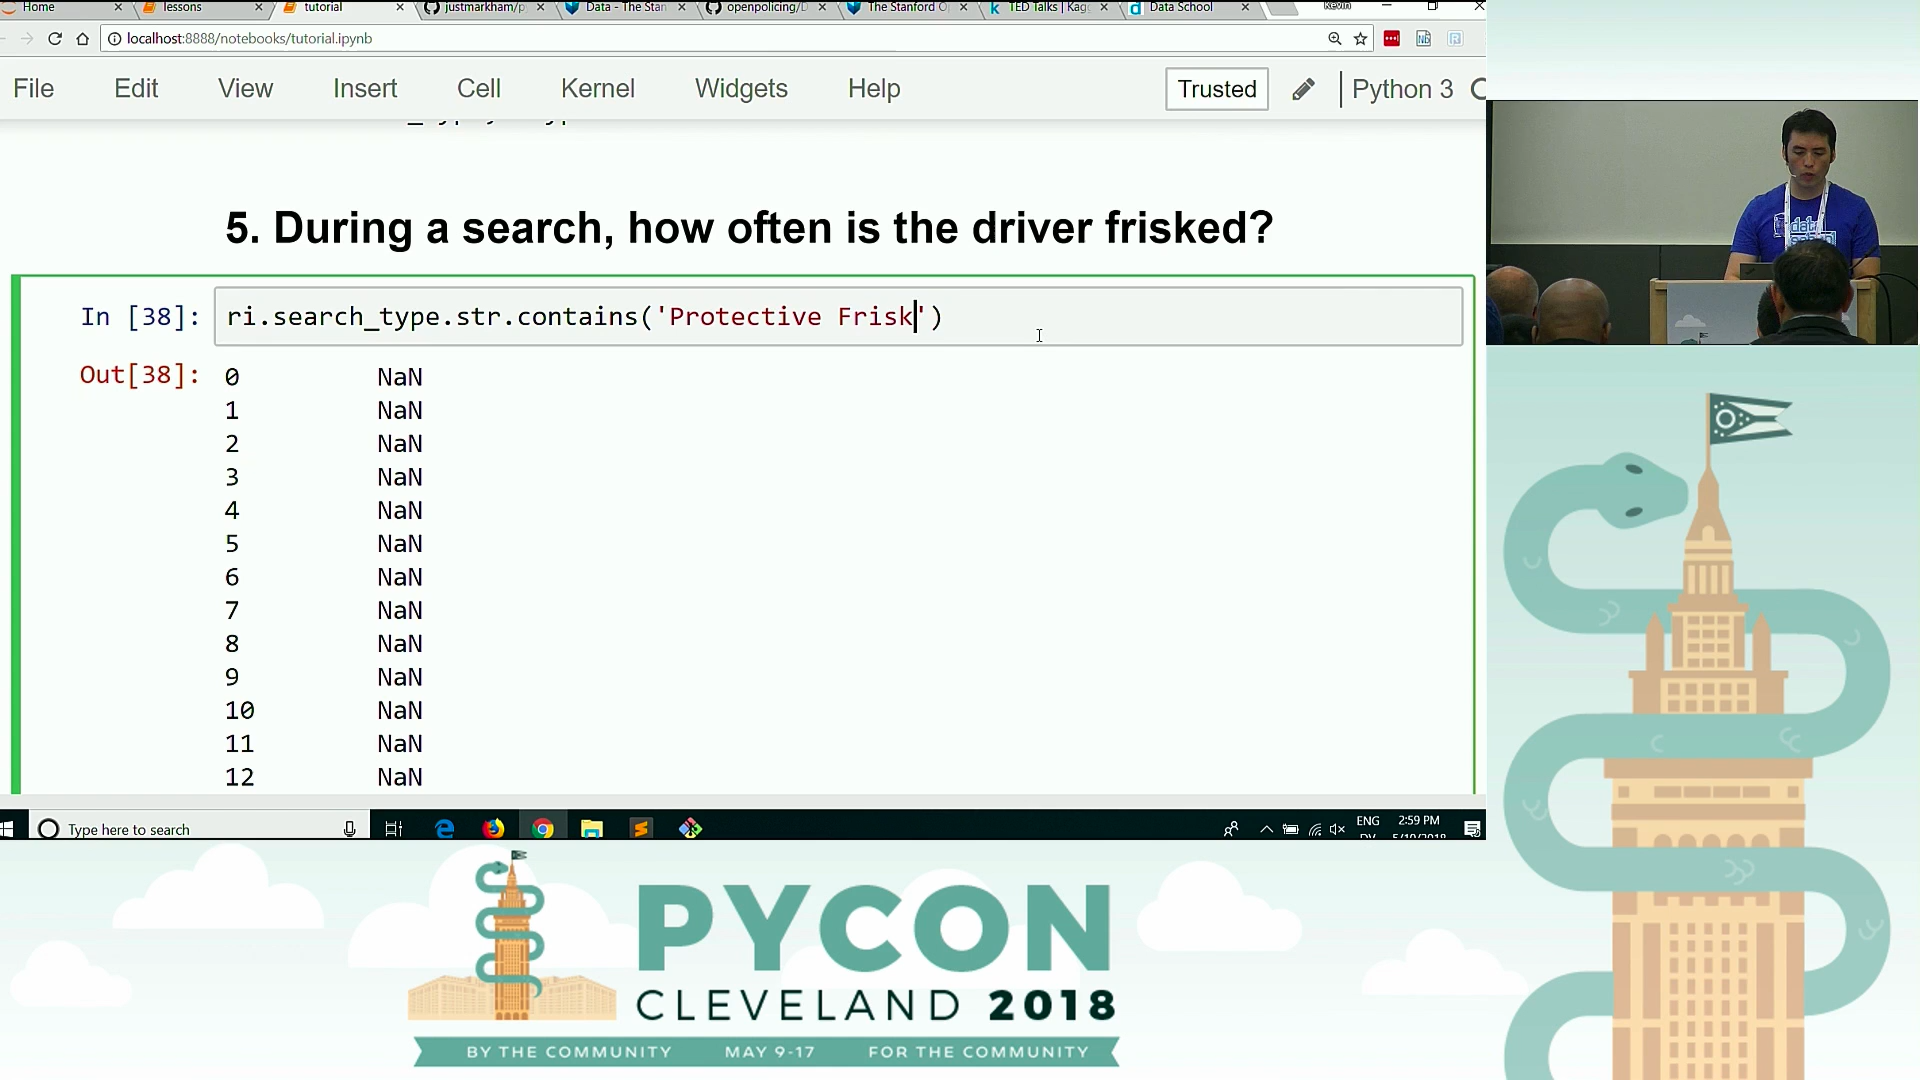 Home
lessons
tutorial
justmarkham/p
Data - The Stan
openpolicing/D
The Stanford O
TED Talks | Kag
Data School
Kevin
localhost:8888/notebooks/tutorial.ipynb
File Edit View Insert Cell Kernel Widgets Help Trusted Python 3
5. During a search, how often is the driver frisked?
In [38]: ri.search_type.str.contains('Protective Frisk')
Out[38]: 0 NaN
1 NaN
2 NaN
3 NaN
4 NaN
5 NaN
6 NaN
7 NaN
8 NaN
9 NaN
10 NaN
11 NaN
12 NaN
Type here to search
ENG
2:59 PM
data
PYCON
CLEVELAND 2018
BY THE COMMUNITY MAY 9-17 FOR THE COMMUNITY